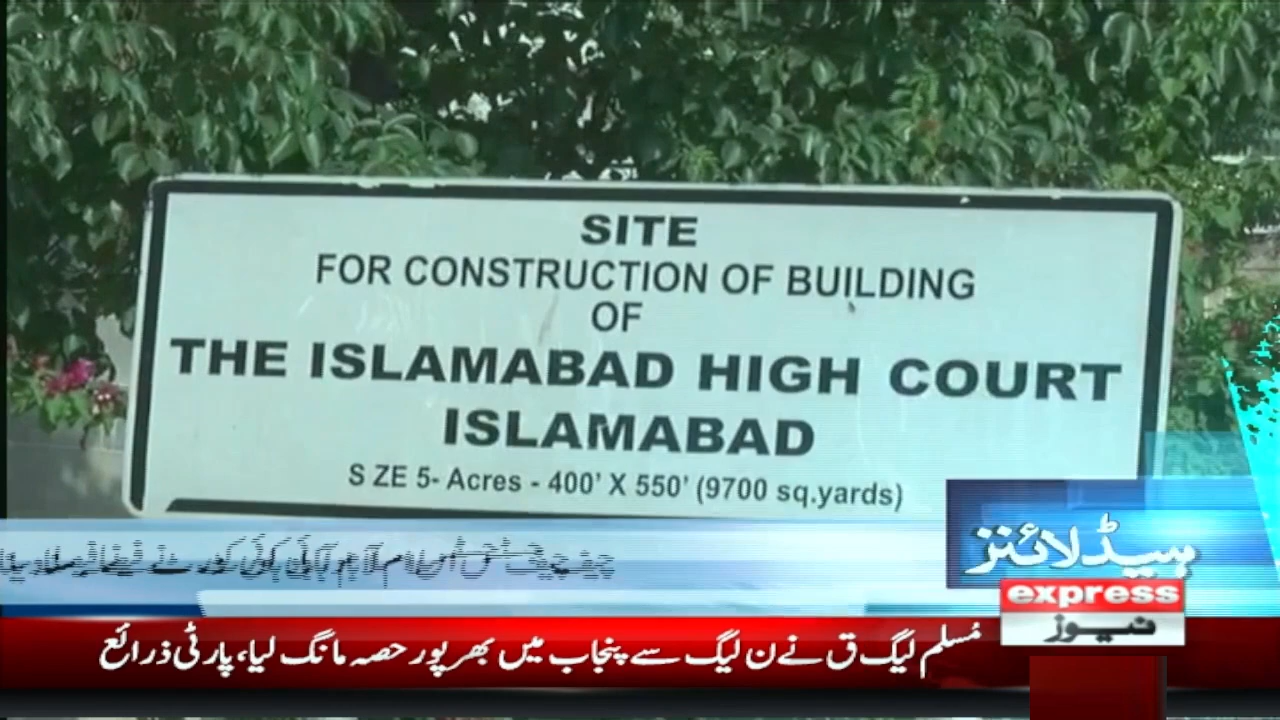 SITE
FOR CONSTRUCTION OF BUILDING
OF
THE ISLAMABAD HIGH COURT
ISLAMABAD
S ZE 5- Acres - 400' X 550' (9700 sq.yards)
ہیڈلائنز
express
نیوز
مسلم لیگ ق نے ن لیگ سے پنجاب میں بھرپور حصہ مانگ لیا، پارٹی ذرائع